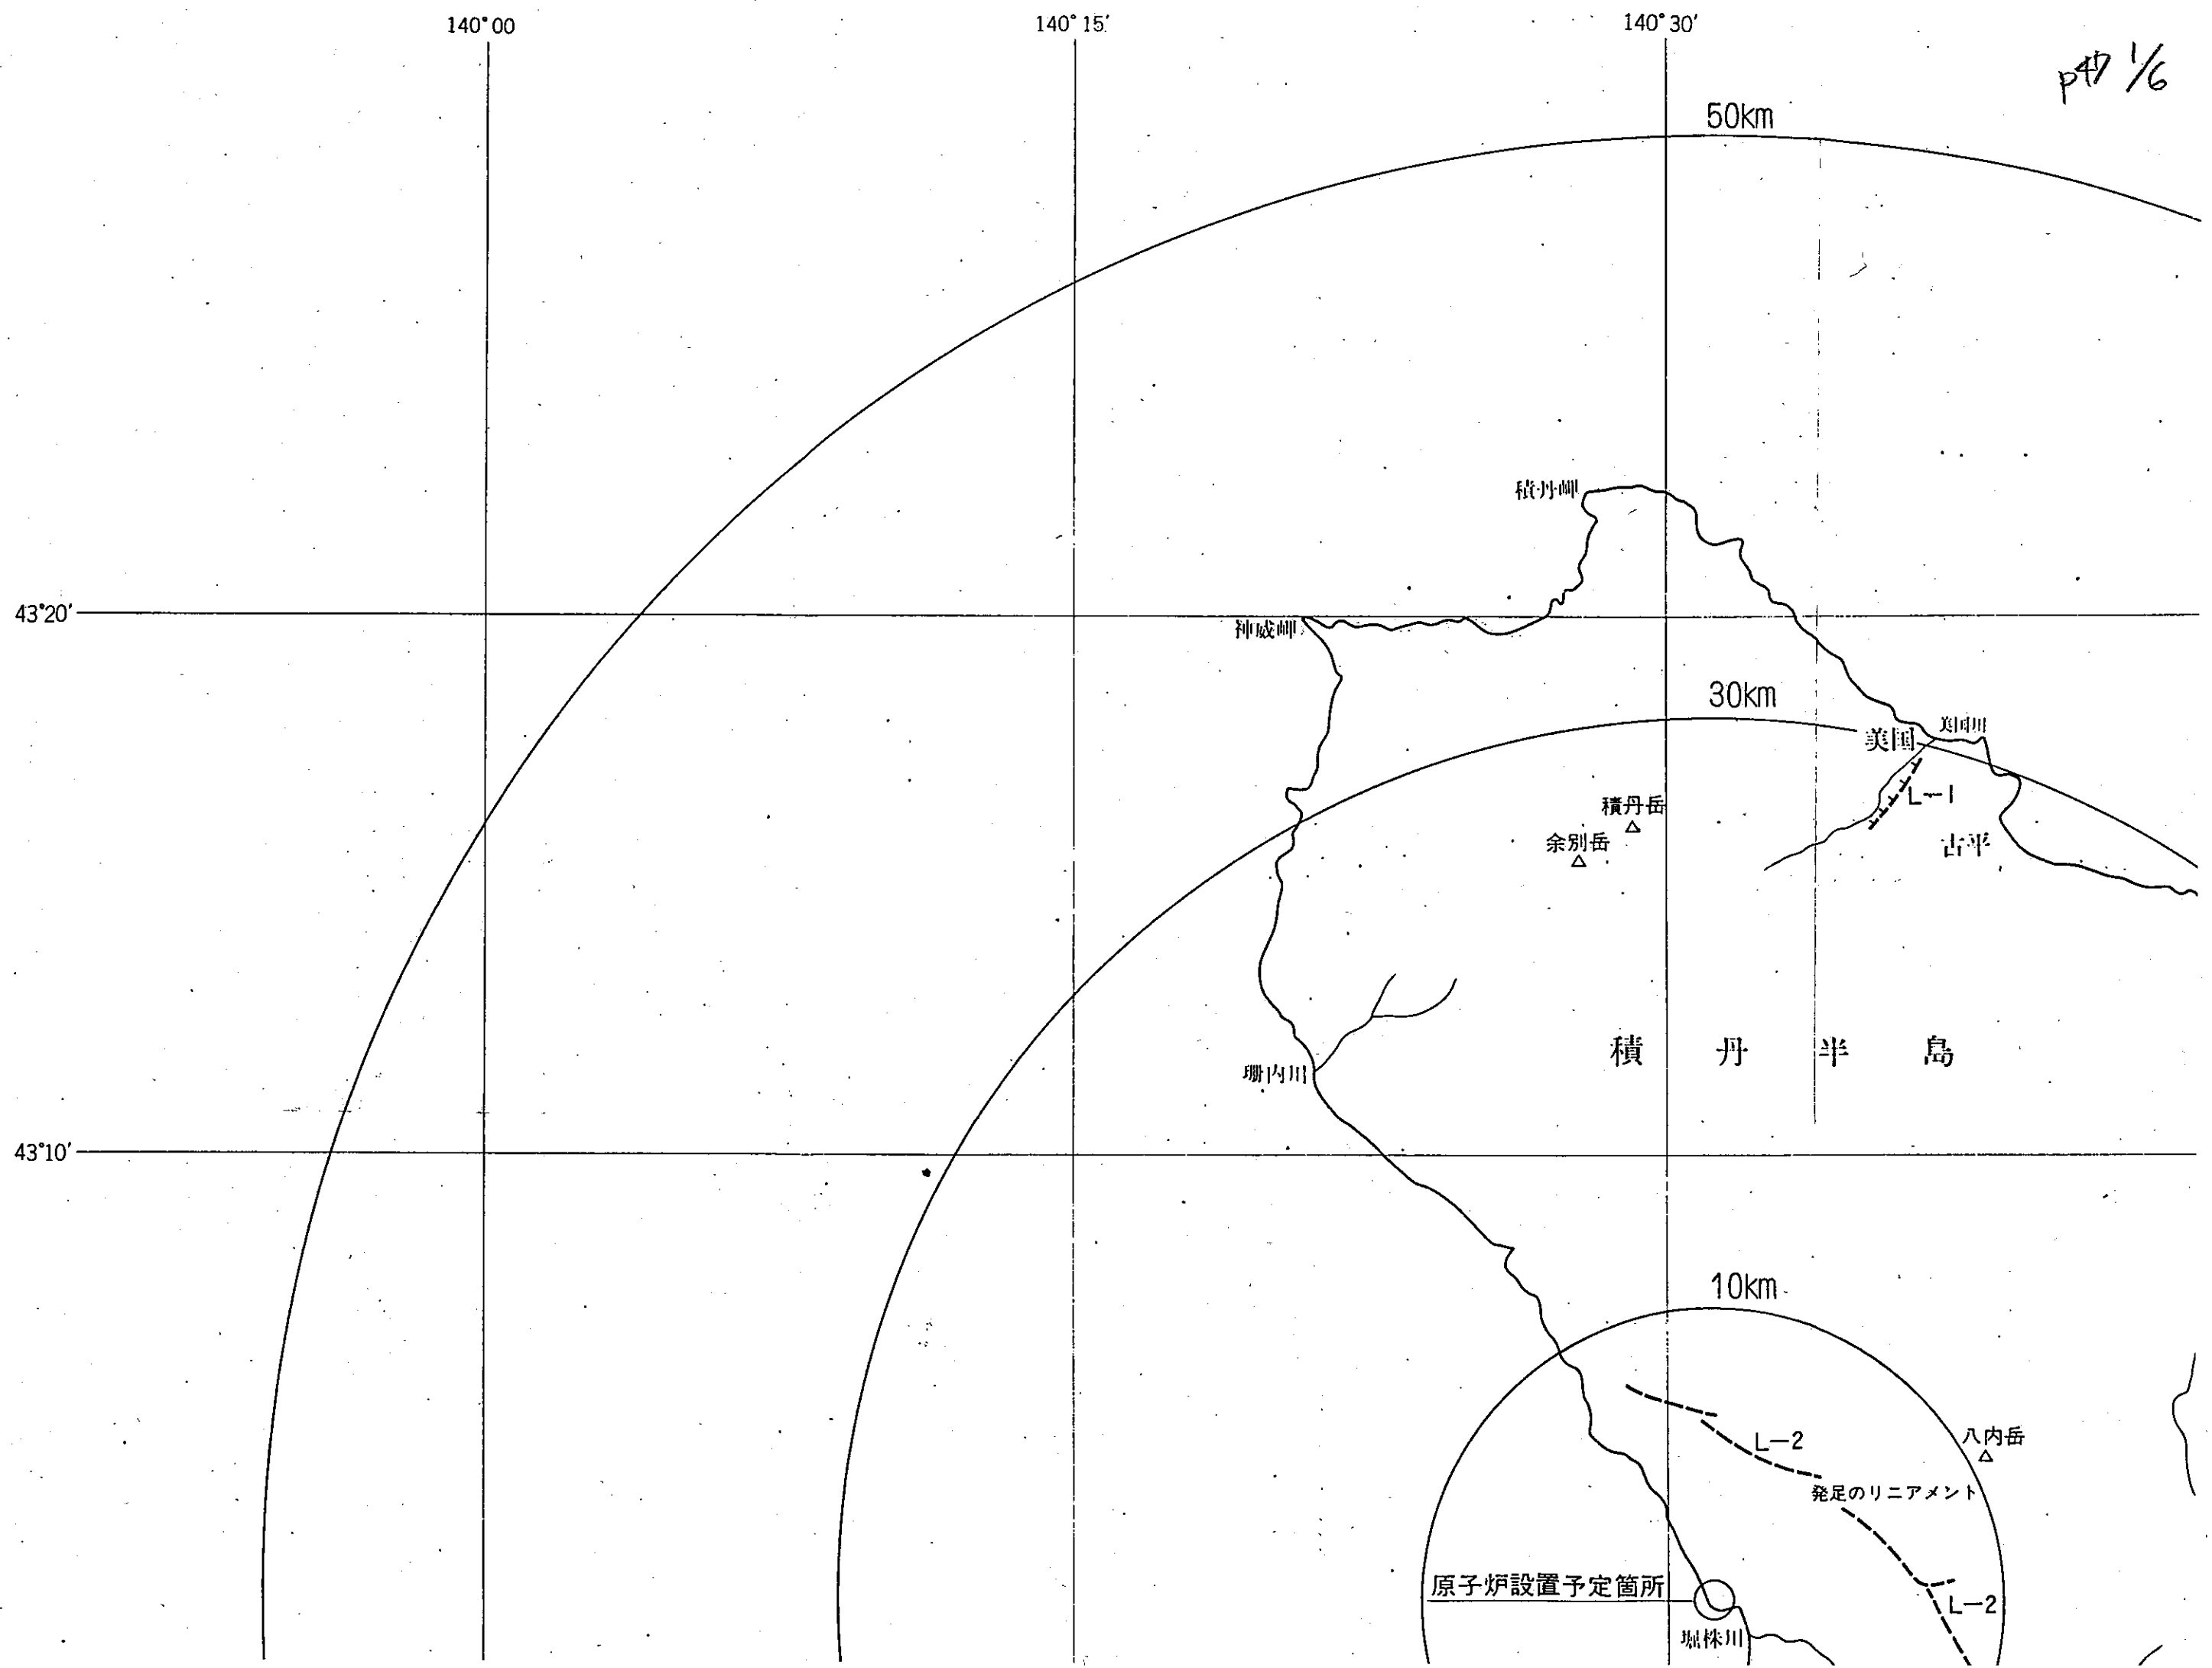 140°00
140°15'
140°30'
p47 1/6
50km
積丹岬
43°20'
神威岬
30km
美国川
美国
L-1
積丹岳
余別岳
古平
積丹半島
珊内川
43°10'
10km
L-2
八内岳
発足のリニアメント
原子炉設置予定箇所
L-2
堀株川